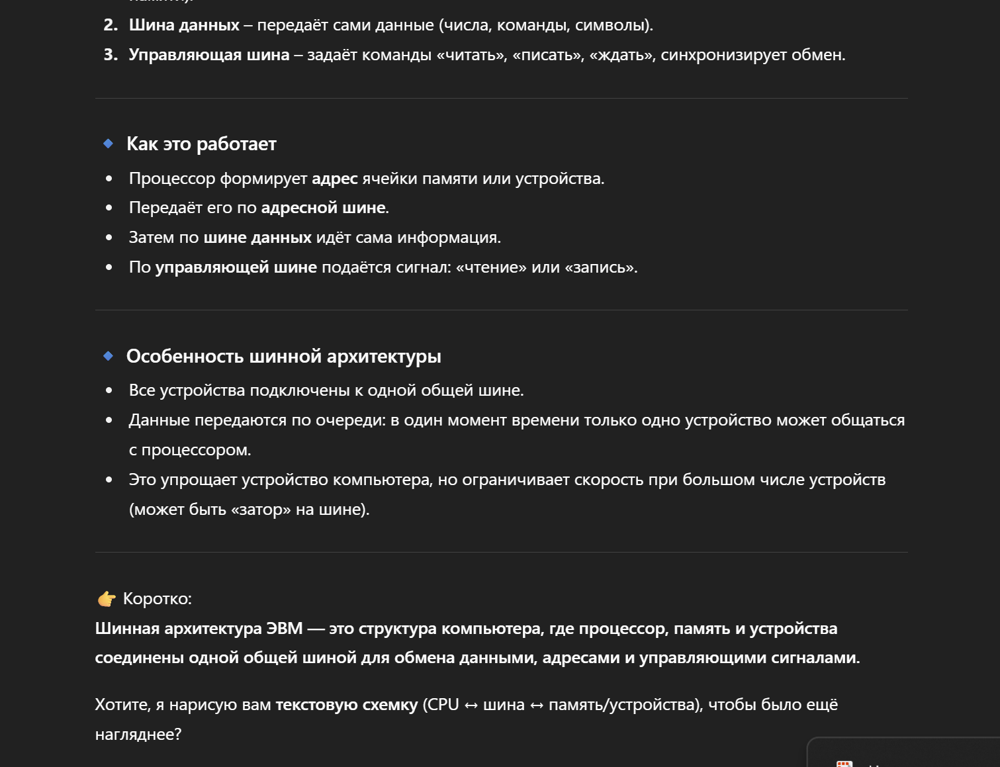 2. Шина данных – передаёт сами данные (числа, команды, символы).
3. Управляющая шина – задаёт команды «читать», «писать», «ждать», синхронизирует обмен.
Как это работает
• Процессор формирует адрес ячейки памяти или устройства.
• Передаёт его по адресной шине.
• Затем по шине данных идёт сама информация.
• По управляющей шине подаётся сигнал: «чтение» или «запись».
Особенность шинной архитектуры
• Все устройства подключены к одной общей шине.
• Данные передаются по очереди: в один момент времени только одно устройство может общаться
с процессором.
• Это упрощает устройство компьютера, но ограничивает скорость при большом числе устройств
(может быть «затор» на шине).
👉 Коротко:
Шинная архитектура ЭВМ — это структура компьютера, где процессор, память и устройства
соединены одной общей шиной для обмена данными, адресами и управляющими сигналами.
Хотите, я нарисую вам текстовую схемку (CPU ↔ шина ↔ память/устройства), чтобы было ещё
нагляднее?